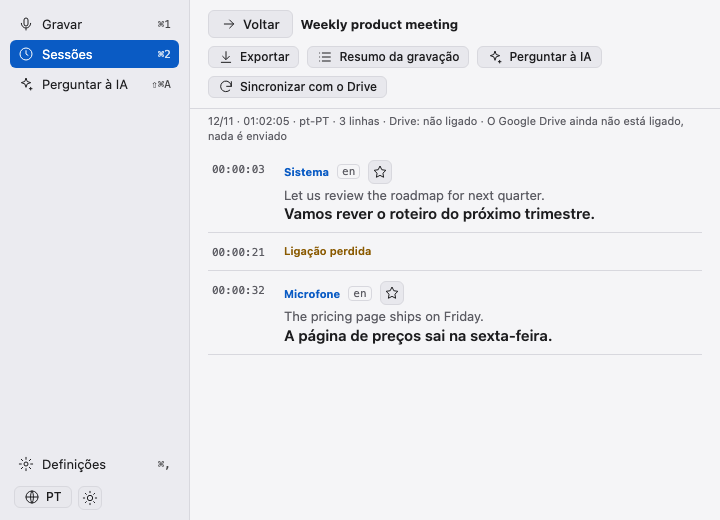 Gravar ⌘1
Sessões ⌘2
Perguntar à IA ⇧⌘A
Definições ⌘,
PT
Voltar
Weekly product meeting
Exportar
Resumo da gravação
Perguntar à IA
Sincronizar com o Drive
12/11 · 01:02:05 · pt-PT · 3 linhas · Drive: não ligado · O Google Drive ainda não está ligado,
nada é enviado
00:00:03 Sistema en
Let us review the roadmap for next quarter.
Vamos rever o roteiro do próximo trimestre.
00:00:21 Ligação perdida
00:00:32 Microfone en
The pricing page ships on Friday.
A página de preços sai na sexta-feira.